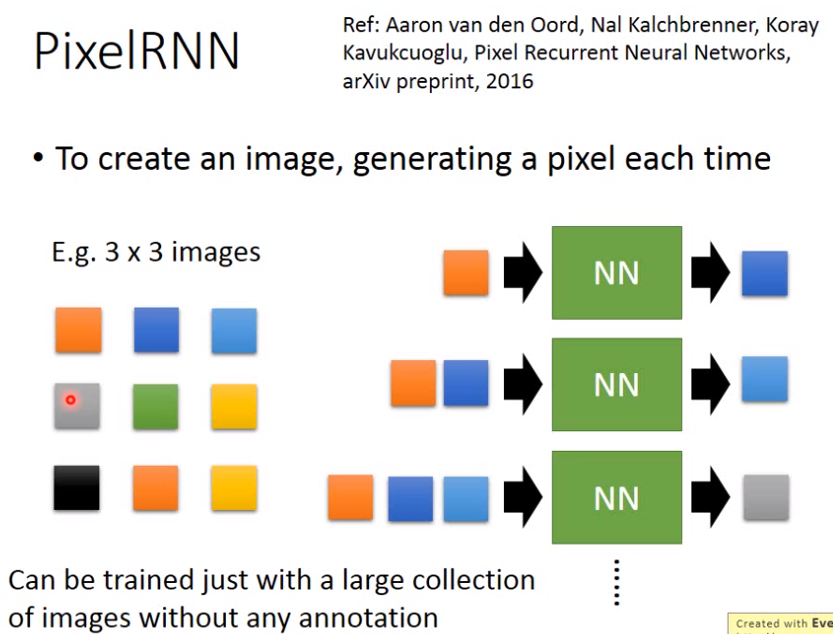 PixelRNN
Ref: Aaron van den Oord, Nal Kalchbrenner, Koray
Kavukcuoglu, Pixel Recurrent Neural Networks,
arXiv preprint, 2016
• To create an image, generating a pixel each time
E.g. 3 x 3 images
NN
NN
NN
Can be trained just with a large collection
of images without any annotation
Created with